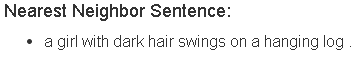 Nearest Neighbor Sentence:
• a girl with dark hair swings on a hanging log .